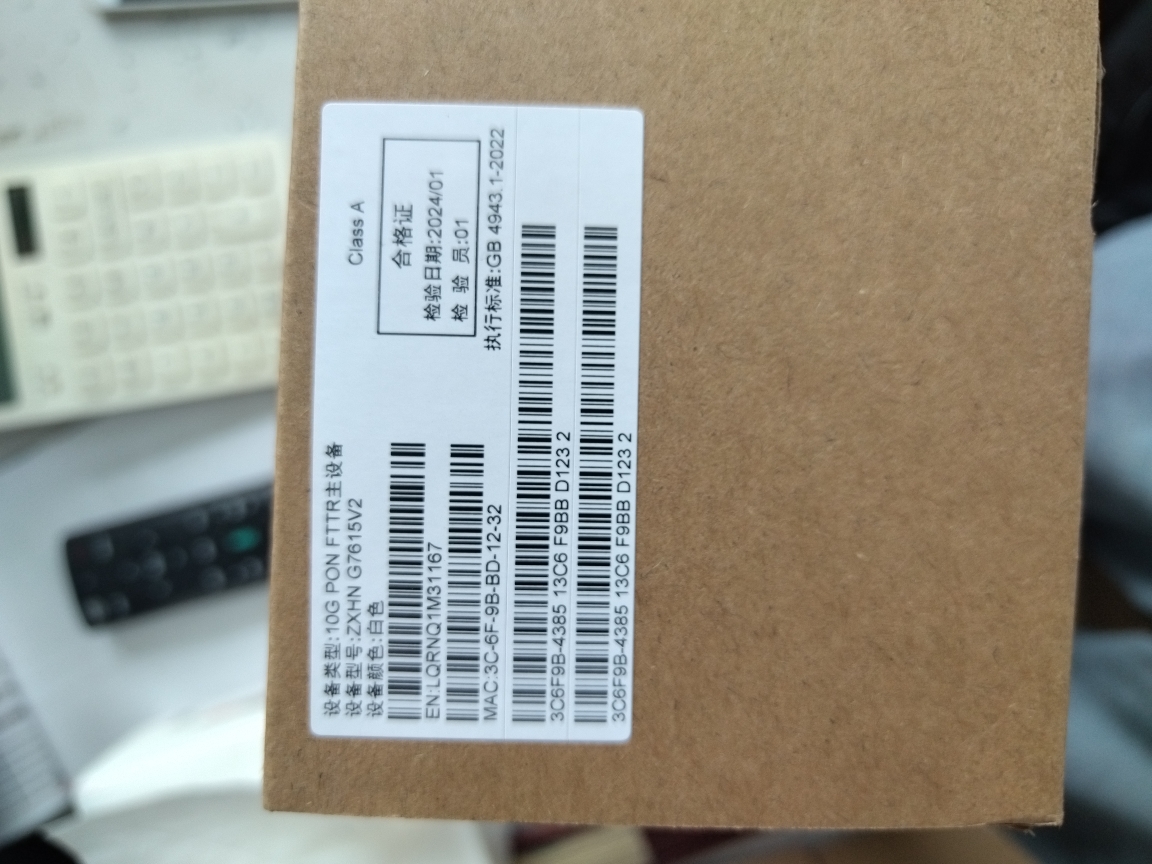 设备类型:10G PON FTTR主设备
设备型号:ZXHN G7615V2
设备颜色:白色
Class A
合格证
检验日期:2024/01
检 验 员:01
执行标准:GB 4943.1-2022
EN:LQRNQ1M31167
MAC:3C-6F-9B-BD-12-32
3C6F9B-4385 13C6 F9BB D123 2
3C6F9B-4385 13C6 F9BB D123 2